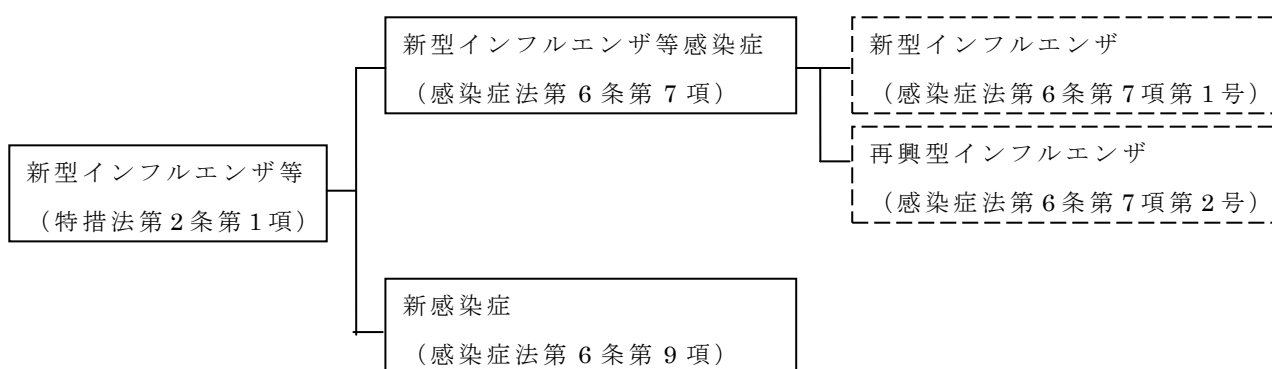 新型インフルエンザ等
（特措法第2条第1項）
新型インフルエンザ等感染症
（感染症法第6条第7項）
新型インフルエンザ
（感染症法第6条第7項第1号）
再興型インフルエンザ
（感染症法第6条第7項第2号）
新感染症
（感染症法第6条第9項）